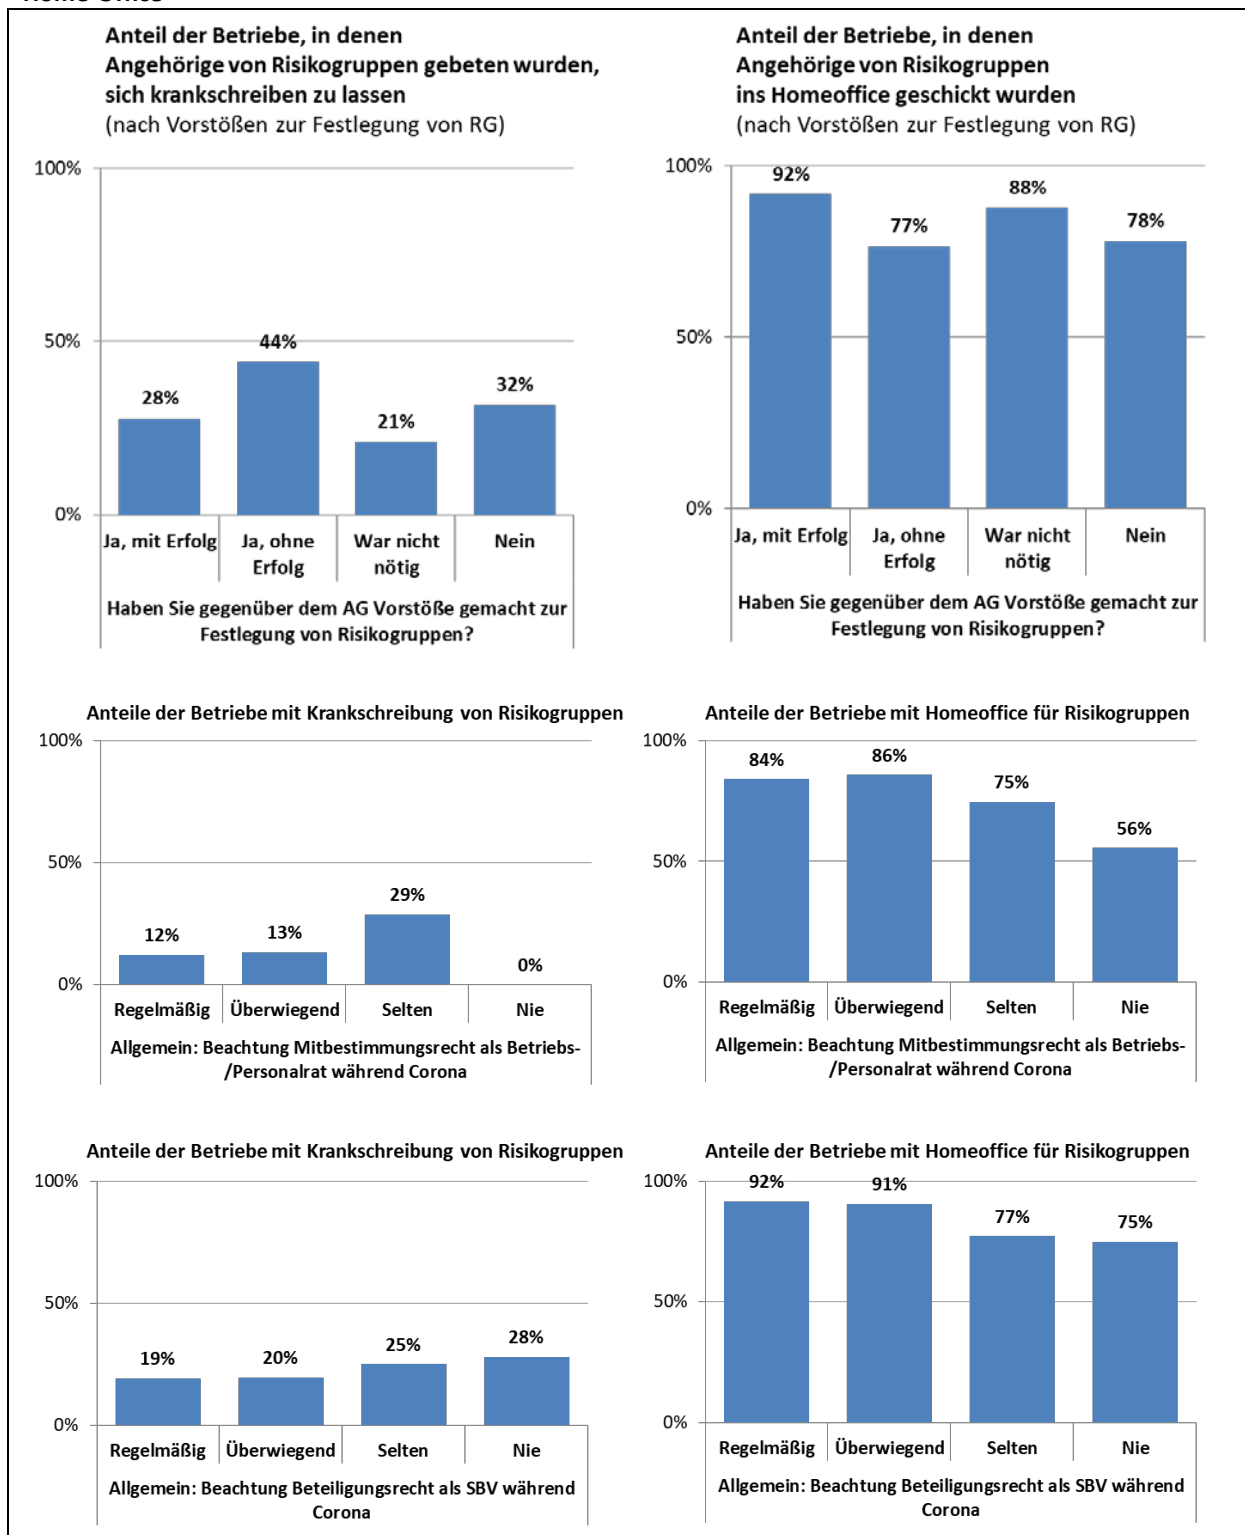 Home Office
Anteil der Betriebe, in denen
Angehörige von Risikogruppen gebeten wurden,
sich krankschreiben zu lassen
(nach Vorstößen zur Festlegung von RG)
100%
50%
0%
28%
44%
21%
32%
Ja, mit Erfolg
Ja, ohne
Erfolg
War nicht
nötig
Nein
Haben Sie gegenüber dem AG Vorstöße gemacht zur
Festlegung von Risikogruppen?
Anteil der Betriebe, in denen
Angehörige von Risikogruppen
ins Homeoffice geschickt wurden
(nach Vorstößen zur Festlegung von RG)
100%
50%
0%
92%
77%
88%
78%
Ja, mit Erfolg
Ja, ohne
Erfolg
War nicht
nötig
Nein
Haben Sie gegenüber dem AG Vorstöße gemacht zur
Festlegung von Risikogruppen?
Anteile der Betriebe mit Krankschreibung von Risikogruppen
100%
50%
0%
12%
13%
29%
0%
Regelmäßig
Überwiegend
Selten
Nie
Allgemein: Beachtung Mitbestimmungsrecht als Betriebs-
/Personalrat während Corona
Anteile der Betriebe mit Homeoffice für Risikogruppen
100%
50%
0%
84%
86%
75%
56%
Regelmäßig
Überwiegend
Selten
Nie
Allgemein: Beachtung Mitbestimmungsrecht als Betriebs-
/Personalrat während Corona
Anteile der Betriebe mit Krankschreibung von Risikogruppen
100%
50%
0%
19%
20%
25%
28%
Regelmäßig
Überwiegend
Selten
Nie
Allgemein: Beachtung Beteiligungsrecht als SBV während
Corona
Anteile der Betriebe mit Homeoffice für Risikogruppen
100%
50%
0%
92%
91%
77%
75%
Regelmäßig
Überwiegend
Selten
Nie
Allgemein: Beachtung Beteiligungsrecht als SBV während
Corona